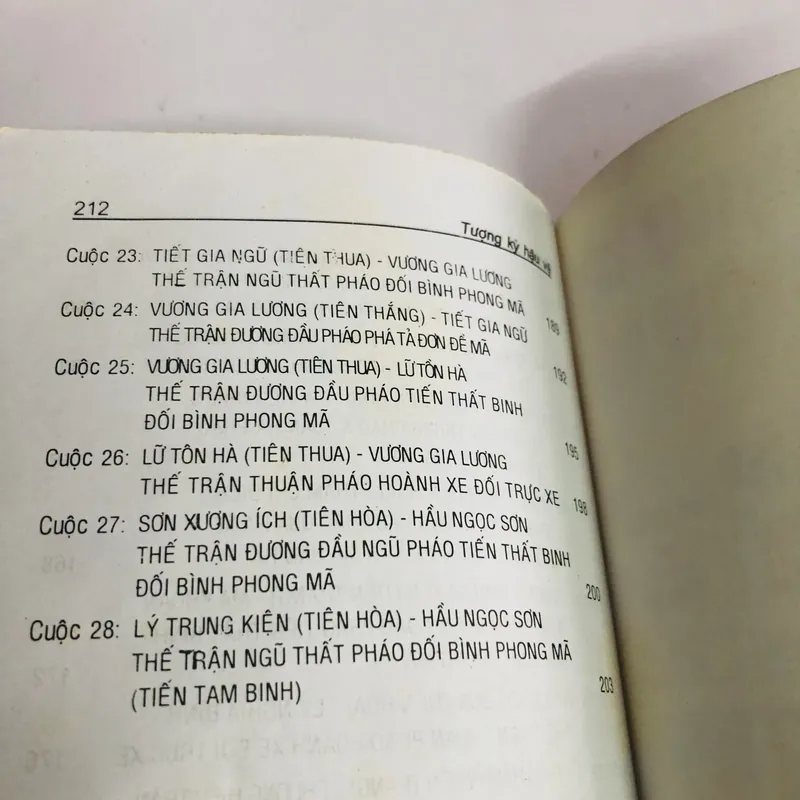 212
Tượng kỳ hậu vệ
Cuộc 23: TIẾT GIA NGỮ (TIÊN THUA) - VƯƠNG GIA LƯƠNG
THẾ TRẬN NGŨ THẤT PHÁO ĐỐI BÌNH PHONG MÃ 189
Cuộc 24: VƯƠNG GIA LƯƠNG (TIÊN THẮNG) - TIẾT GIA NGỮ
THẾ TRẬN ĐƯƠNG ĐẦU PHÁO PHÁ TẢ ĐƠN ĐỀ MÃ 192
Cuộc 25: VƯƠNG GIA LƯƠNG (TIÊN THUA) - LỮ TỒN HÀ
THẾ TRẬN ĐƯƠNG ĐẦU PHÁO TIẾN THẤT BINH
ĐỐI BÌNH PHONG MÃ 195
Cuộc 26: LỮ TÔN HÀ (TIÊN THUA) - VƯƠNG GIA LƯƠNG
THẾ TRẬN THUẬN PHÁO HOÀNH XE ĐỐI TRỰC XE 198
Cuộc 27: SƠN XƯƠNG ÍCH (TIÊN HÒA) - HẦU NGỌC SƠN
THẾ TRẬN ĐƯƠNG ĐẦU NGŨ PHÁO TIẾN THẤT BINH
ĐỐI BÌNH PHONG MÃ 200
Cuộc 28: LÝ TRUNG KIỆN (TIÊN HÒA) - HẦU NGỌC SƠN
THẾ TRẬN NGŨ THẤT PHÁO ĐỐI BÌNH PHONG MÃ
(TIẾN TAM BINH) 203